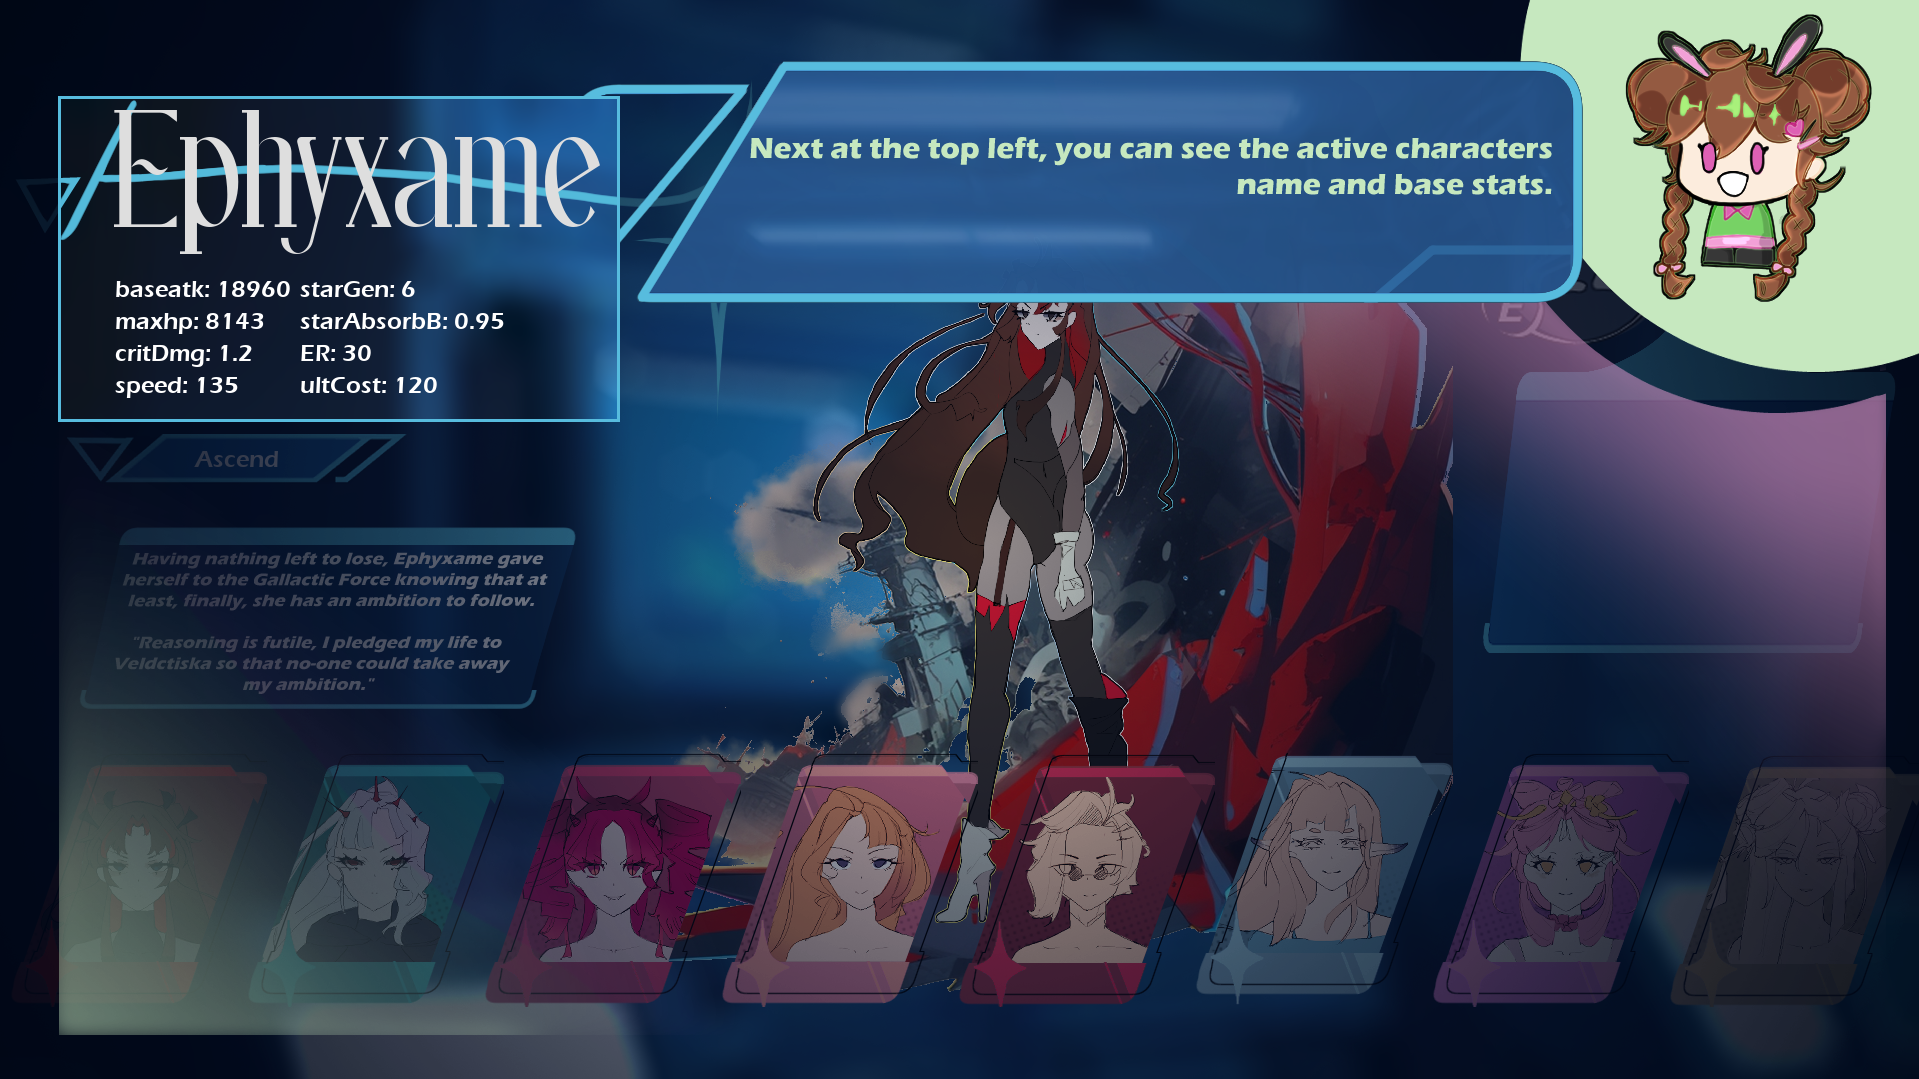 Ephyxame
Next at the top left, you can see the active characters
name and base stats.
baseatk: 18960 starGen: 6
maxhp: 8143 starAbsorbB: 0.95
critDmg: 1.2 ER: 30
speed: 135 ultCost: 120
Ascend
Having nathing left to lose, Ephyxame gave
herself to the Gallactic Force knowing that at
least, finally, she has an ambition to follow.
"Reasoning is futile, I pledged my life to
Veldctiska so that no-one could take away
my ambition."